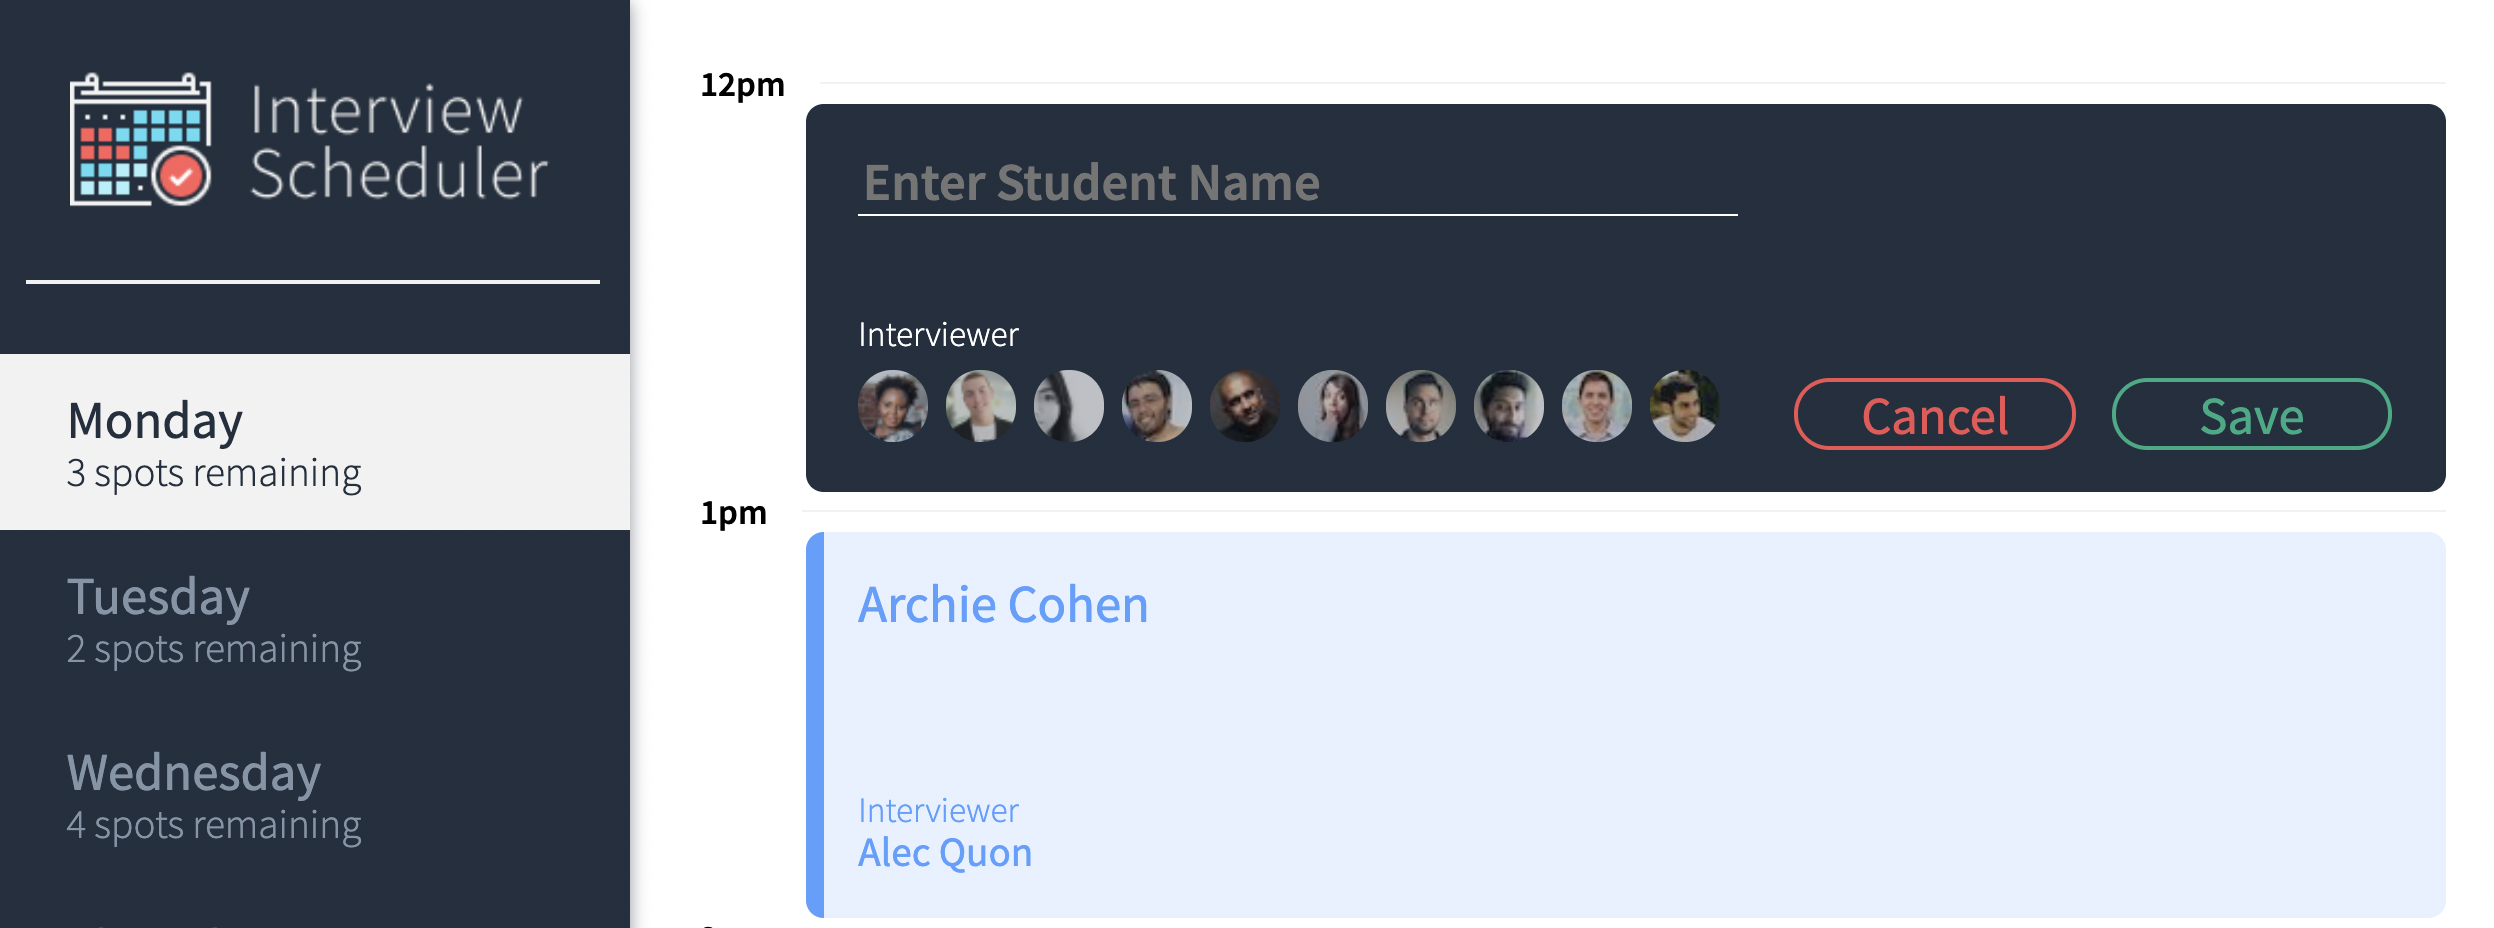 Interview
Scheduler
Monday
3 spots remaining
Tuesday
2 spots remaining
Wednesday
4 spots remaining
12pm
Enter Student Name
Interviewer
Cancel
Save
1pm
Archie Cohen
Interviewer
Alec Quon